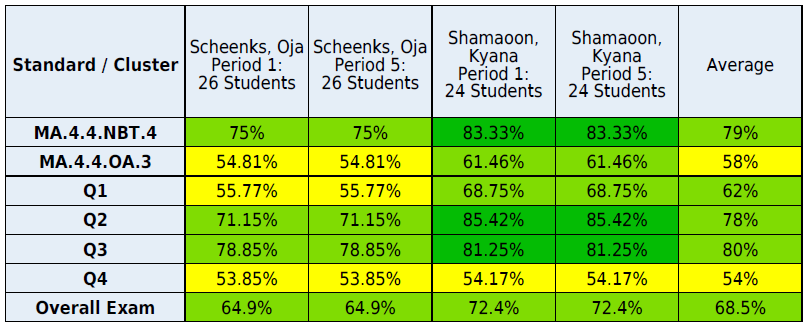 Standard / Cluster
Scheenks, Oja
Period 1:
26 Students
Scheenks, Oja
Period 5:
26 Students
Shamaoon,
Kyana
Period 1:
24 Students
Shamaoon,
Kyana
Period 5:
24 Students
Average
MA.4.4.NBT.4 75% 75% 83.33% 83.33% 79%
MA.4.4.OA.3 54.81% 54.81% 61.46% 61.46% 58%
Q1 55.77% 55.77% 68.75% 68.75% 62%
Q2 71.15% 71.15% 85.42% 85.42% 78%
Q3 78.85% 78.85% 81.25% 81.25% 80%
Q4 53.85% 53.85% 54.17% 54.17% 54%
Overall Exam 64.9% 64.9% 72.4% 72.4% 68.5%